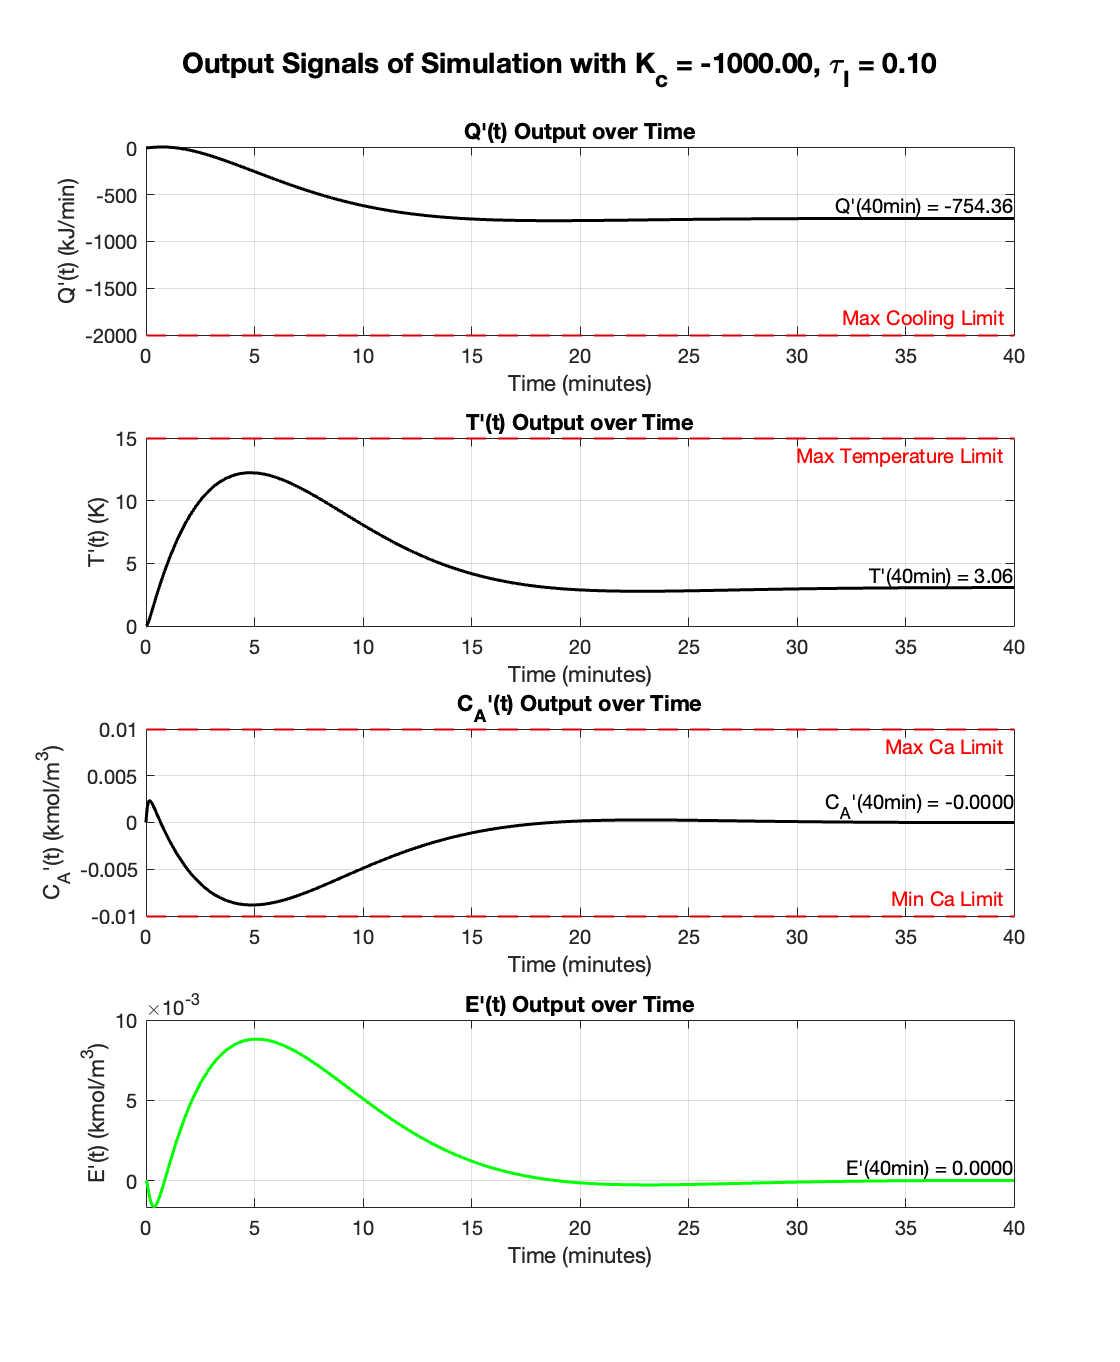 Output Signals of Simulation with K_c = -1000.00, τ_I = 0.10
Q'(t) Output over Time
0
-500
-1000
-1500
-2000
Q'(t) (kJ/min)
Q'(40min) = -754.36
Max Cooling Limit
0 5 10 15 20 25 30 35 40
Time (minutes)
T'(t) Output over Time
15
10
5
0
T'(t) (K)
Max Temperature Limit
T'(40min) = 3.06
0 5 10 15 20 25 30 35 40
Time (minutes)
C_A'(t) Output over Time
0.01
0.005
0
-0.005
-0.01
C_A'(t) (kmol/m³)
Max Ca Limit
C_A'(40min) = -0.0000
Min Ca Limit
0 5 10 15 20 25 30 35 40
Time (minutes)
×10⁻³
E'(t) Output over Time
10
5
0
E'(t) (kmol/m³)
E'(40min) = 0.0000
0 5 10 15 20 25 30 35 40
Time (minutes)